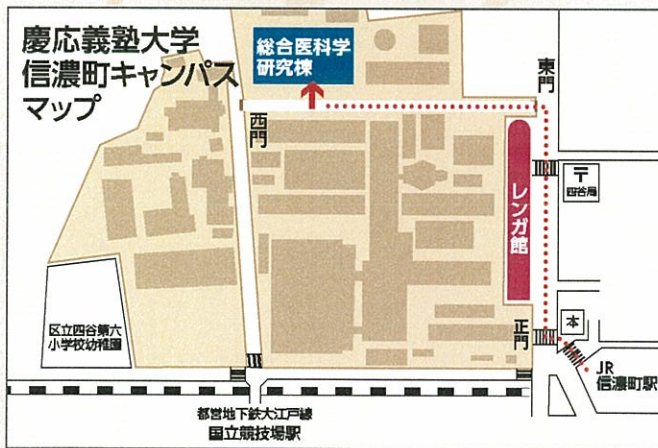 慶応義塾大学
信濃町キャンパス
マップ
総合医科学
研究棟
東門
西門
〒
四谷局
レンガ館
区立四谷第六
小学校幼稚園
正門
本
JR
信濃町駅
都営地下鉄大江戸線
国立競技場駅